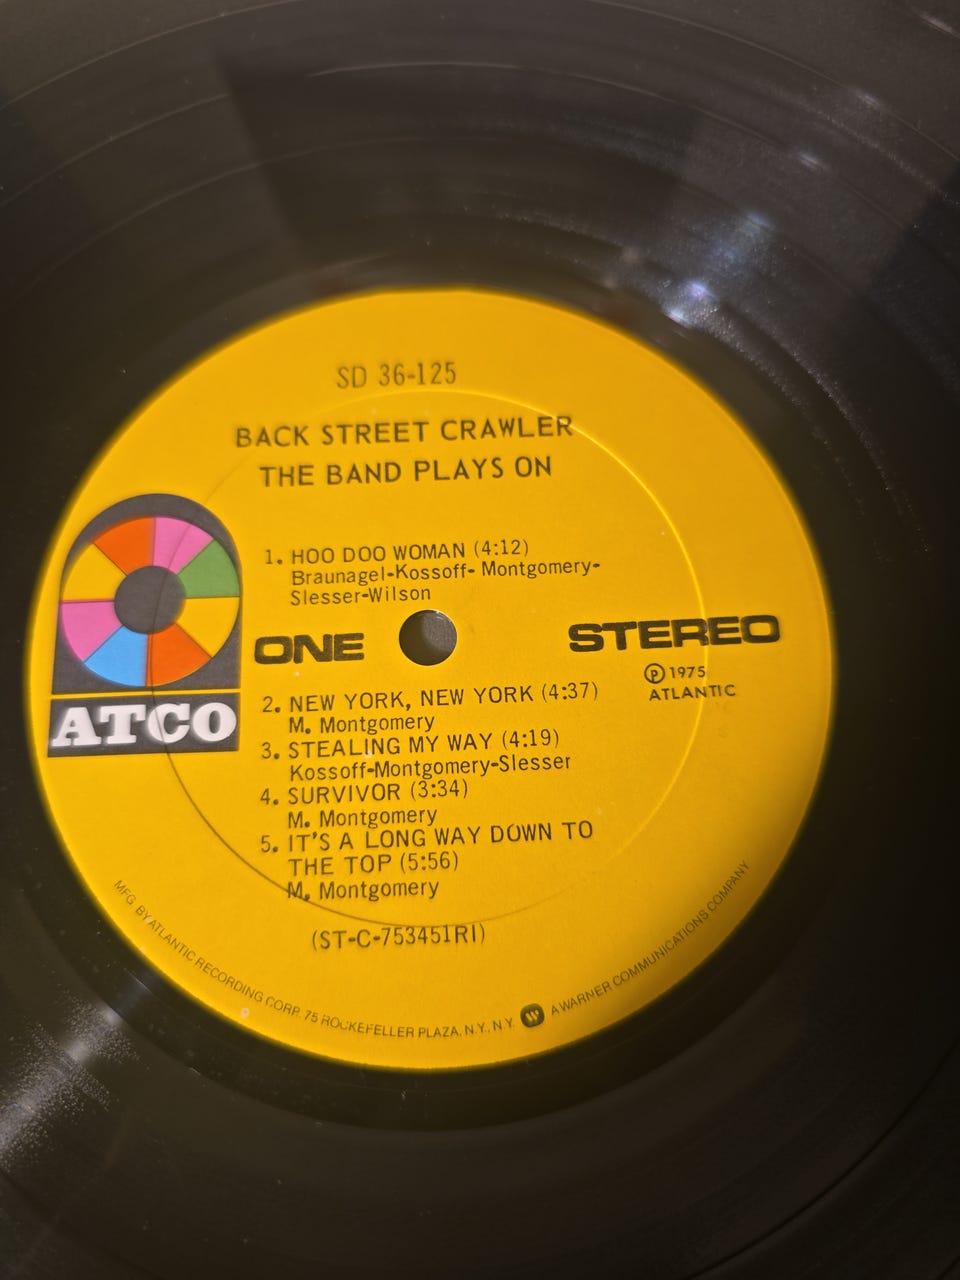 SD 36-125
BACK STREET CRAWLER
THE BAND PLAYS ON
1. HOO DOO WOMAN (4:12)
Braunagel-Kossoff- Montgomery-
Slesser-Wilson
ONE
STEREO
Ⓟ 1975
ATLANTIC
ATCO
2. NEW YORK, NEW YORK (4:37)
M. Montgomery
3. STEALING MY WAY (4:19)
Kossoff-Montgomery-Slesser
4. SURVIVOR (3:34)
M. Montgomery
5. IT'S A LONG WAY DOWN TO
THE TOP (5:56)
M. Montgomery
(ST-C-753451RI)
MFG BY ATLANTIC RECORDING CORP. 75 ROCKEFELLER PLAZA, N.Y., N.Y. W A WARNER COMMUNICATIONS COMPANY